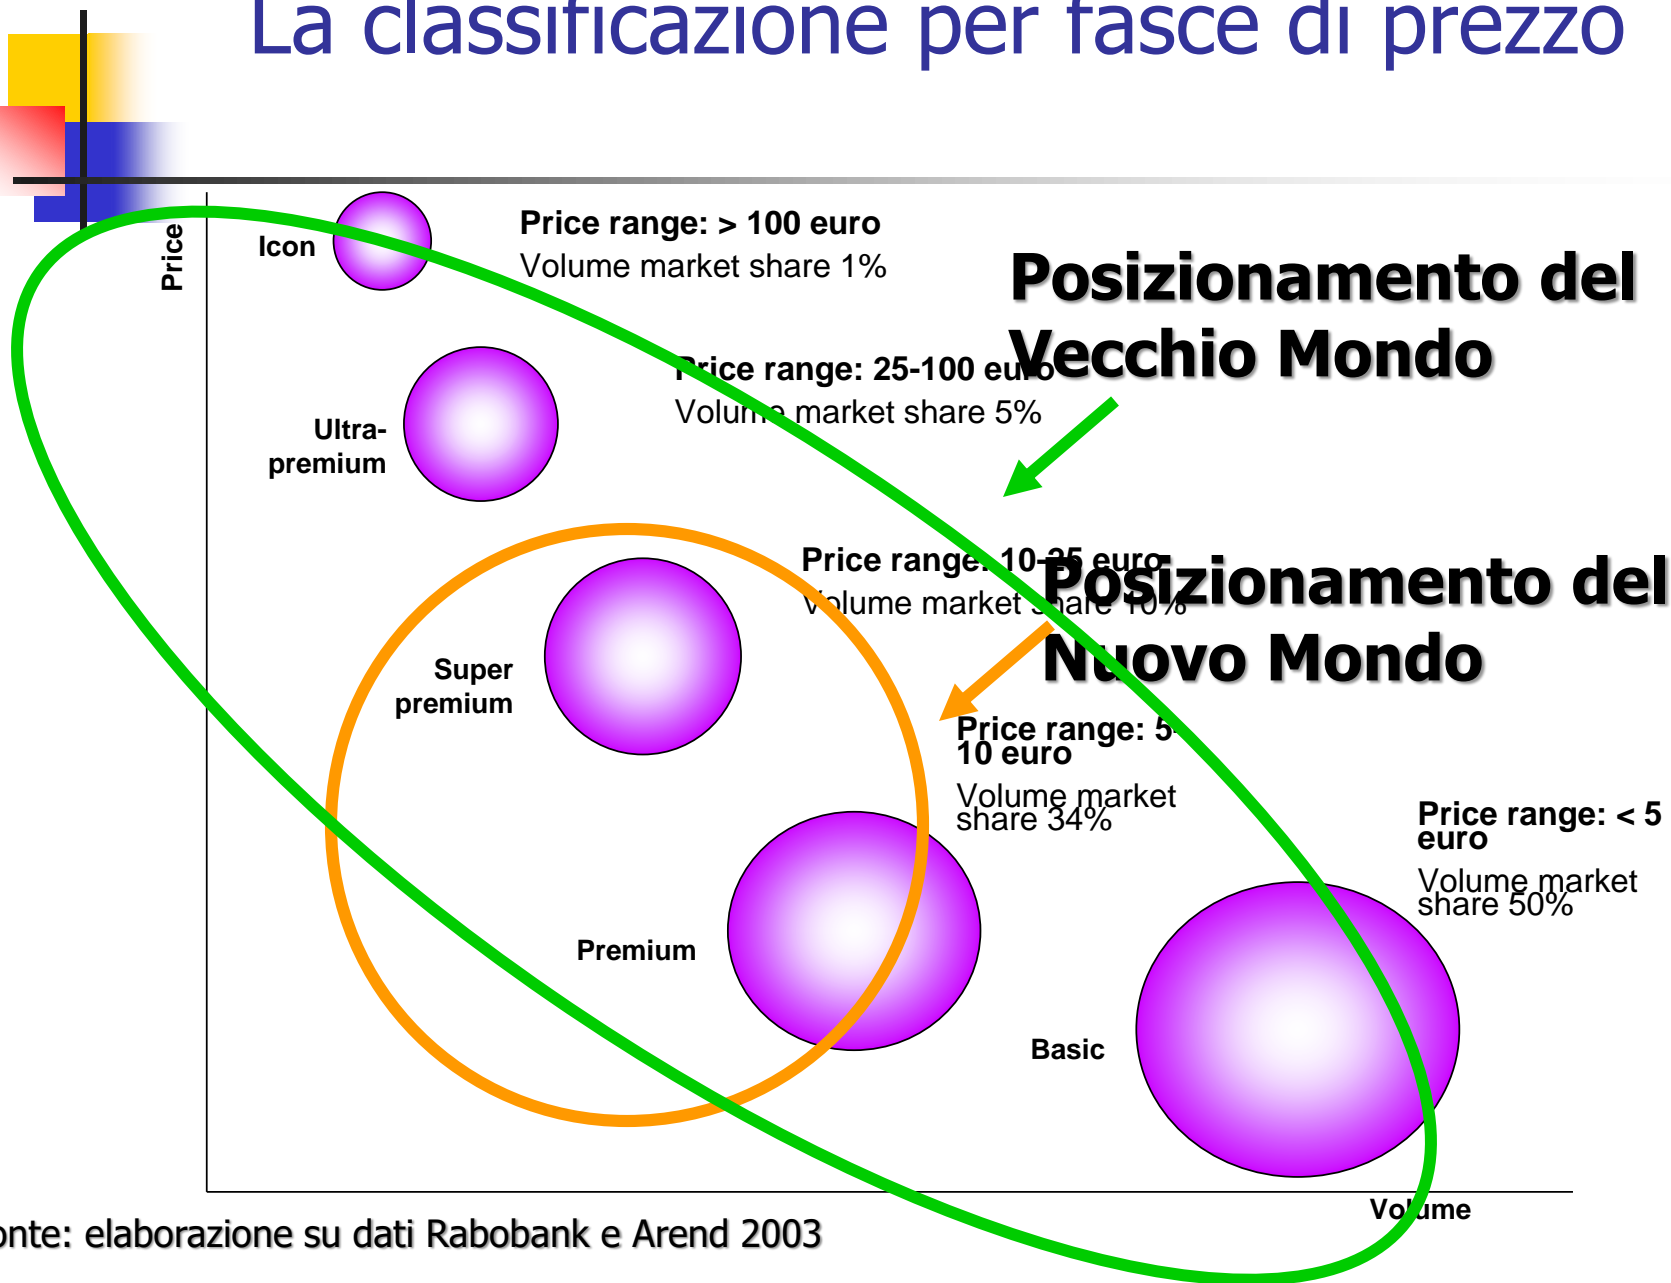 La classificazione per fasce di prezzo
Price
Icon
Price range: > 100 euro
Volume market share 1%
Posizionamento del
Vecchio Mondo
Price range: 25-100 euro
Volume market share 5%
Ultra-
premium
Price range: 10-25 euro
Volume market share 10%
Posizionamento del
Nuovo Mondo
Super
premium
Price range: 5-
10 euro
Volume market
share 34%
Price range: < 5
euro
Volume market
share 50%
Premium
Basic
Volume
onte: elaborazione su dati Rabobank e Arend 2003